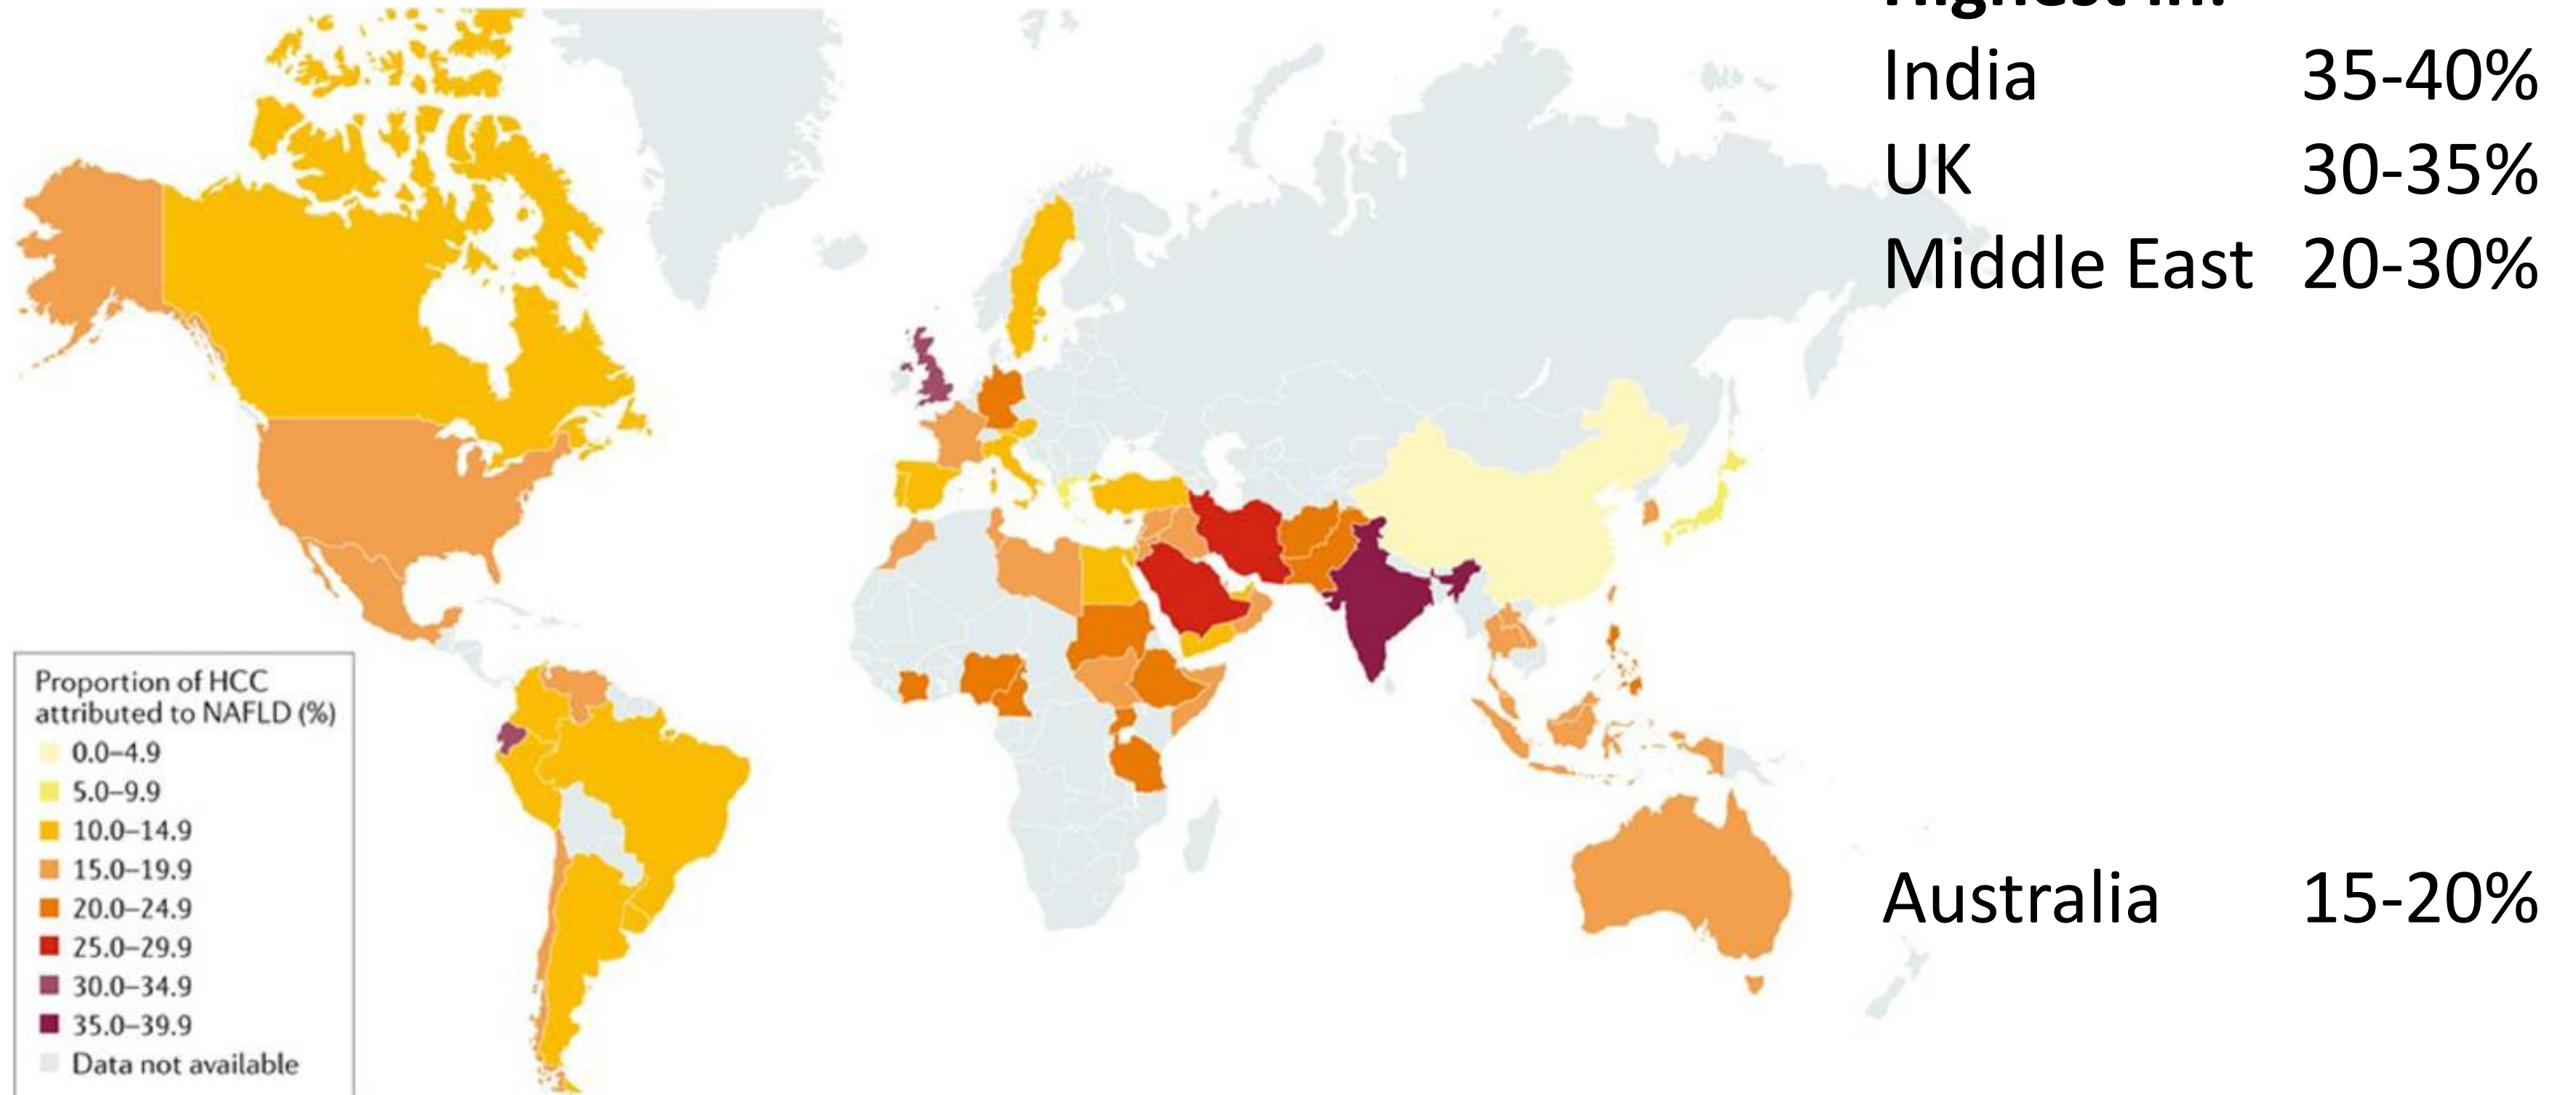 Highest in:
India 35-40%
UK 30-35%
Middle East 20-30%
Australia 15-20%
Proportion of HCC
attributed to NAFLD (%)
0.0–4.9
5.0–9.9
10.0–14.9
15.0–19.9
20.0–24.9
25.0–29.9
30.0–34.9
35.0–39.9
Data not available